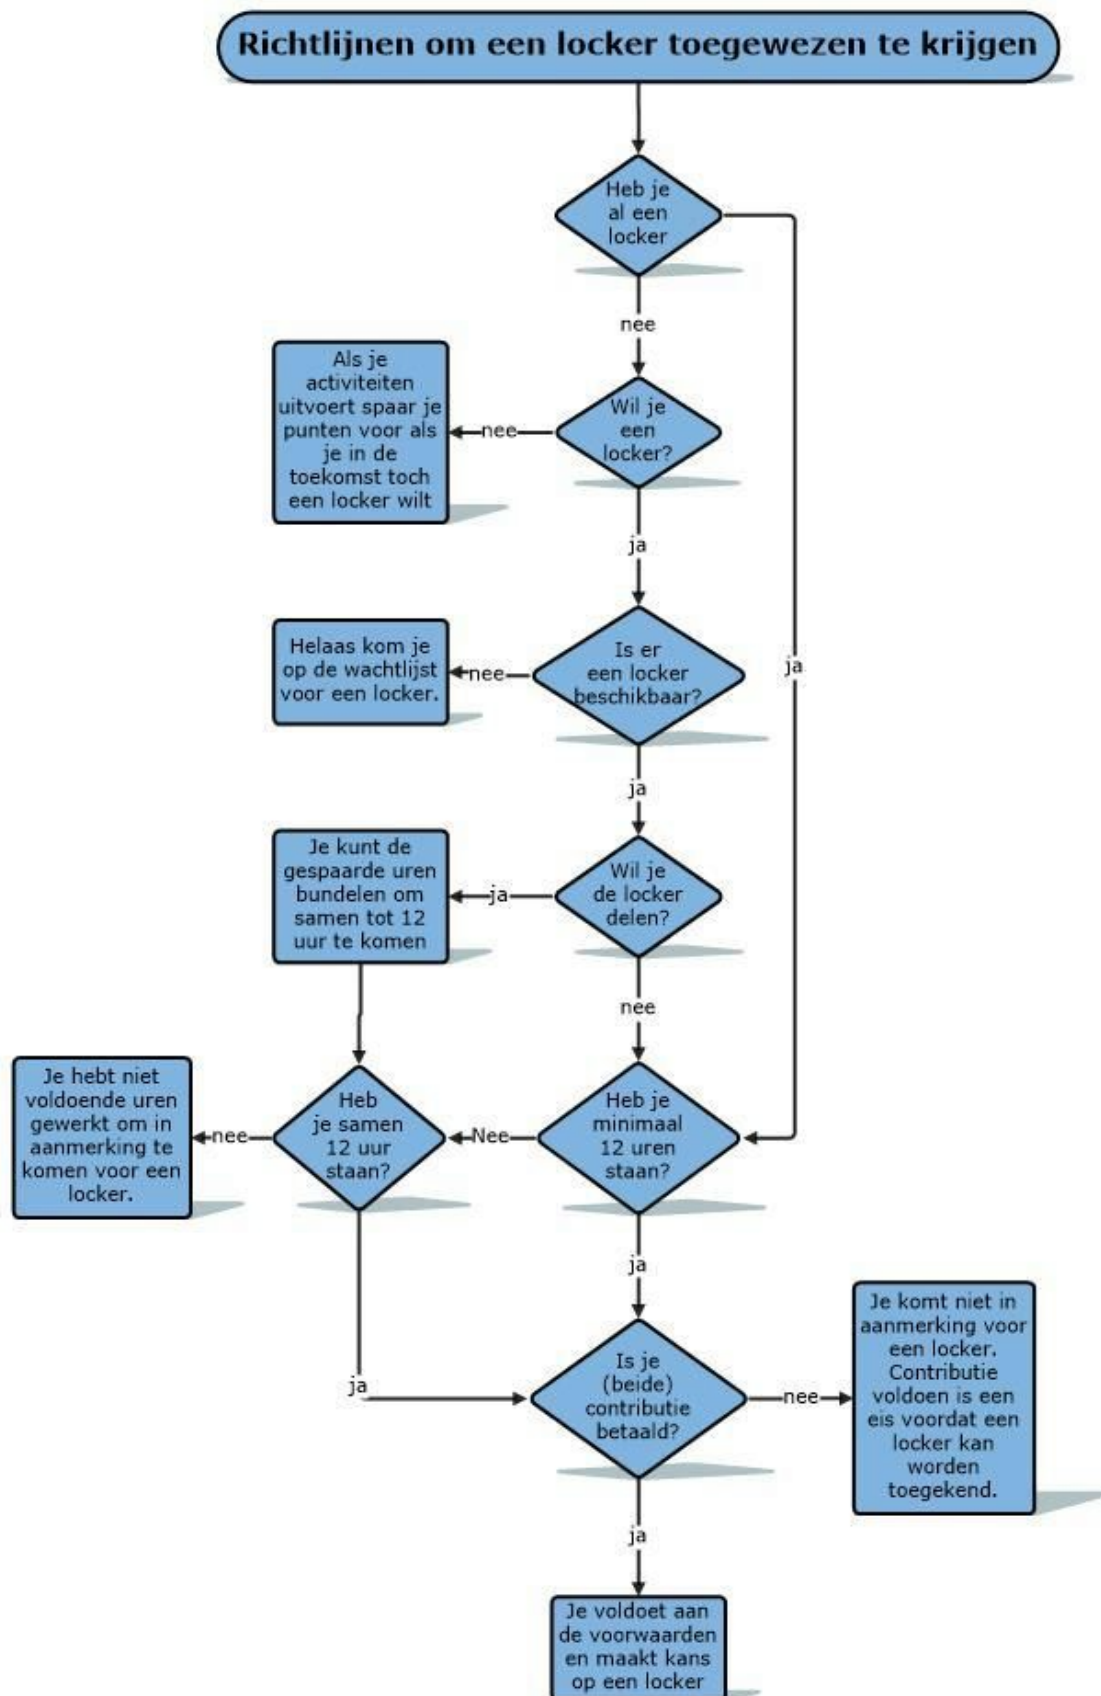 Richtlijnen om een locker toegewezen te krijgen
Heb je
al een
locker
nee
ja
Wil je
een
locker?
nee
Als je
activiteiten
uitvoert spaar je
punten voor als
je in de
toekomst toch
een locker wilt
ja
Is er
een locker
beschikbaar?
nee
Helaas kom je
op de wachtlijst
voor een locker.
ja
Wil je
de locker
delen?
ja
Je kunt de
gespaarde uren
bundelen om
samen tot 12
uur te komen
nee
Heb je
minimaal
12 uren
staan?
Nee
Heb
je samen
12 uur
staan?
nee
Je hebt niet
voldoende uren
gewerkt om in
aanmerking te
komen voor een
locker.
ja
ja
Is je
(beide)
contributie
betaald?
nee
Je komt niet in
aanmerking voor
een locker.
Contributie
voldoen is een
eis voordat een
locker kan
worden
toegekend.
ja
Je voldoet aan
de voorwaarden
en maakt kans
op een locker